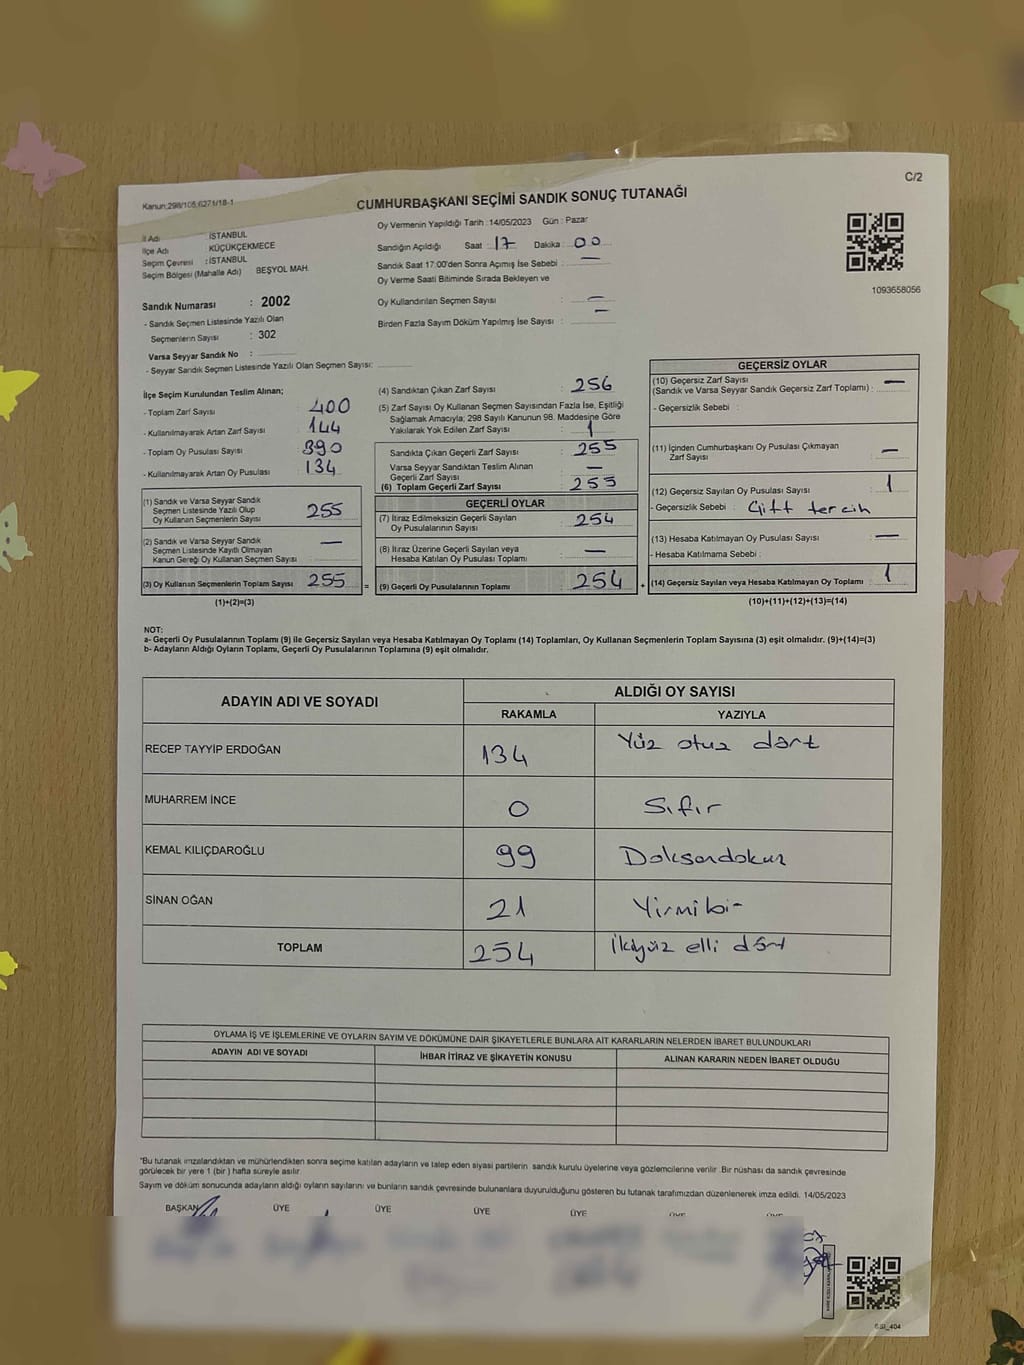 C/2
Kanun:298/105;6271/18-1
CUMHURBAŞKANI SEÇİMİ SANDIK SONUÇ TUTANAĞI
İl Adı : İSTANBUL
İlçe Adı : KÜÇÜKÇEKMECE
Seçim Çevresi : İSTANBUL
Seçim Bölgesi (Mahalle Adı) BEŞYOL MAH.
Sandık Numarası : 2002
- Sandık Seçmen Listesinde Yazılı Olan
Seçmenlerin Sayısı : 302
Varsa Seyyar Sandık No :
- Seyyar Sandık Seçmen Listesinde Yazılı Olan Seçmen Sayısı:
Oy Vermenin Yapıldığı Tarih :14/05/2023 Gün : Pazar
Sandığın Açıldığı Saat : 17 Dakika : 00
Sandık Saat 17:00'den Sonra Açımış İse Sebebi : —
Oy Verme Saati Bitiminde Sırada Bekleyen ve
Oy Kullandırılan Seçmen Sayısı : —
Birden Fazla Sayım Döküm Yapılmış İse Sayısı : —
1093658056
İlçe Seçim Kurulundan Teslim Alınan;
- Toplam Zarf Sayısı : 400
- Kullanılmayarak Artan Zarf Sayısı : 144
- Toplam Oy Pusulası Sayısı : 390
- Kullanılmayarak Artan Oy Pusulası : 134
(1) Sandık ve Varsa Seyyar Sandık
Seçmen Listesinde Yazılı Olup
Oy Kullanan Seçmenlerin Sayısı : 255
(2) Sandık ve Varsa Seyyar Sandık
Seçmen Listesinde Kayıtlı Olmayan
Kanun Gereği Oy Kullanan Seçmen Sayısı : —
(3) Oy Kullanan Seçmenlerin Toplam Sayısı : 255 =
(1)+(2)=(3)
(4) Sandıktan Çıkan Zarf Sayısı : 256
(5) Zarf Sayısı Oy Kullanan Seçmen Sayısından Fazla İse, Eşitliği
Sağlamak Amacıyla; 298 Sayılı Kanunun 98. Maddesine Göre
Yakılarak Yok Edilen Zarf Sayısı : 1
Sandıkta Çıkan Geçerli Zarf Sayısı : 255
Varsa Seyyar Sandıktan Teslim Alınan
Geçerli Zarf Sayısı : —
(6) Toplam Geçerli Zarf Sayısı : 255
GEÇERLİ OYLAR
(7) İtiraz Edilmeksizin Geçerli Sayılan
Oy Pusulalarının Sayısı : 254
(8) İtiraz Üzerine Geçerli Sayılan veya
Hesaba Katılan Oy Pusulası Toplamı : —
(9) Geçerli Oy Pusulalarının Toplamı : 254 +
GEÇERSİZ OYLAR
(10) Geçersiz Zarf Sayısı
(Sandık ve Varsa Seyyar Sandık Geçersiz Zarf Toplamı) : —
- Geçersizlik Sebebi :
(11) İçinden Cumhurbaşkanı Oy Pusulası Çıkmayan
Zarf Sayısı : —
(12) Geçersiz Sayılan Oy Pusulası Sayısı : 1
- Geçersizlik Sebebi : Çift tercih
(13) Hesaba Katılmayan Oy Pusulası Sayısı : —
- Hesaba Katılmama Sebebi :
(14) Geçersiz Sayılan veya Hesaba Katılmayan Oy Toplamı : 1
(10)+(11)+(12)+(13)=(14)
NOT:
a- Geçerli Oy Pusulalarının Toplamı (9) ile Geçersiz Sayılan veya Hesaba Katılmayan Oy Toplamı (14) Toplamları, Oy Kullanan Seçmenlerin Toplam Sayısına (3) eşit olmalıdır. (9)+(14)=(3)
b- Adayların Aldığı Oyların Toplamı, Geçerli Oy Pusulalarının Toplamına (9) eşit olmalıdır.
ADAYIN ADI VE SOYADI ALDIĞI OY SAYISI
RAKAMLA YAZIYLA
RECEP TAYYİP ERDOĞAN 134 Yüz otuz dört
MUHARREM İNCE 0 Sıfır
KEMAL KILIÇDAROĞLU 99 Doksandokuz
SİNAN OĞAN 21 Yirmibir
TOPLAM 254 İkiyüz elli dört
OYLAMA İŞ VE İŞLEMLERİNE VE OYLARIN SAYIM VE DÖKÜMÜNE DAİR ŞİKAYETLERLE BUNLARA AİT KARARLARIN NELERDEN İBARET BULUNDUKLARI
ADAYIN ADI VE SOYADI İHBAR İTİRAZ VE ŞİKAYETİN KONUSU ALINAN KARARIN NEDEN İBARET OLDUĞU
*Bu tutanak imzalandıktan ve mühürlendikten sonra seçime katılan adayların ve talep eden siyasi partilerin sandık kurulu üyelerine veya gözlemcilerine verilir .Bir nüshası da sandık çevresinde
görülecek bir yere 1 (bir ) hafta süreyle asılır.
Sayım ve döküm sonucunda adayların aldığı oyların sayılarını ve bunların sandık çevresinde bulunanlara duyurulduğunu gösteren bu tutanak tarafımızdan düzenlenerek imza edildi. 14/05/2023
BAŞKAN ÜYE ÜYE ÜYE ÜYE ÜYE